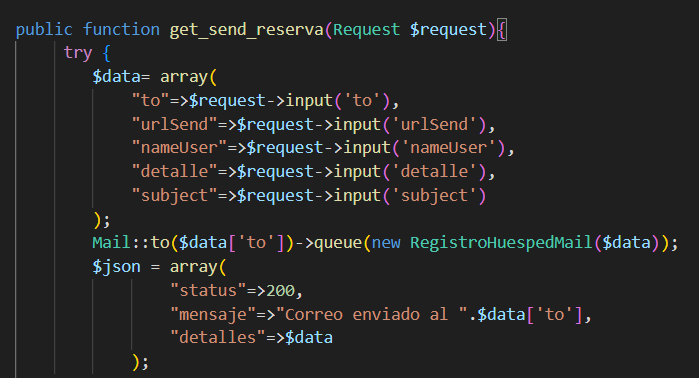 public function get_send_reserva(Request $request){
try {
$data= array(
"to"=>$request->input('to'),
"urlSend"=>$request->input('urlSend'),
"nameUser"=>$request->input('nameUser'),
"detalle"=>$request->input('detalle'),
"subject"=>$request->input('subject')
);
Mail::to($data['to'])->queue(new RegistroHuespedMail($data));
$json = array(
"status"=>200,
"mensaje"=>"Correo enviado al ".$data['to'],
"detalles"=>$data
);